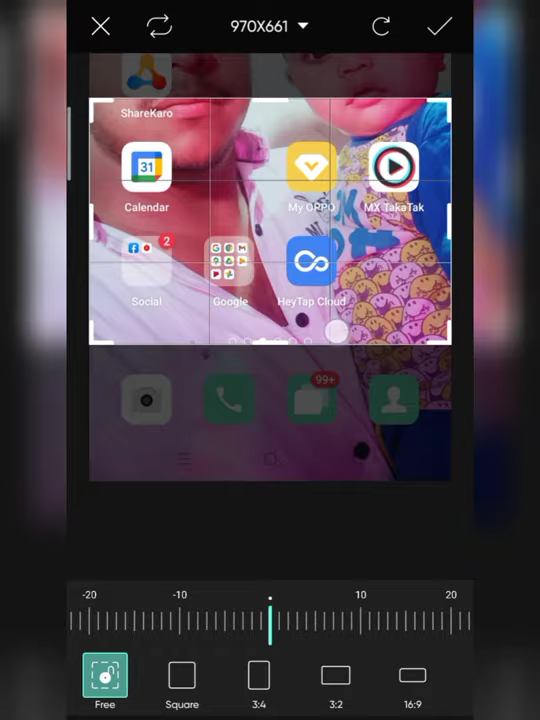 970X661
ShareKaro
31
Calendar
My OPPO
MX TakaTak
2
Social
Google
HeyTap Cloud
99+
-20 -10 10 20
Free Square 3:4 3:2 16:9